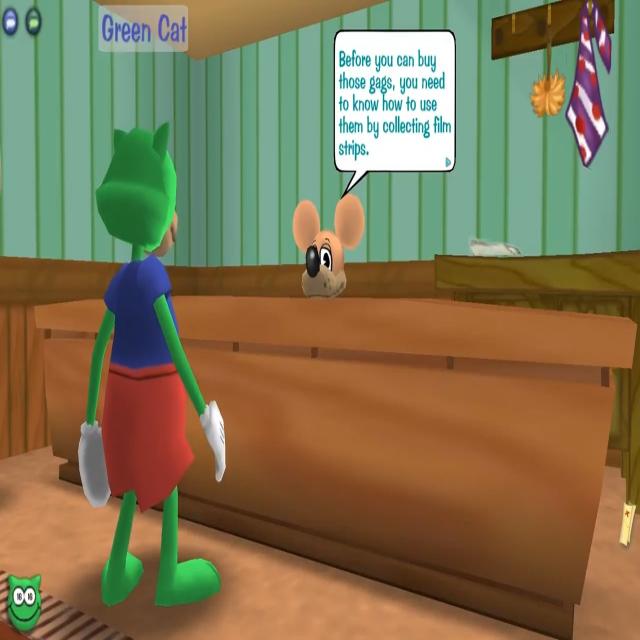 Green Cat
Before you can buy
those gags, you need
to know how to use
them by collecting film
strips.